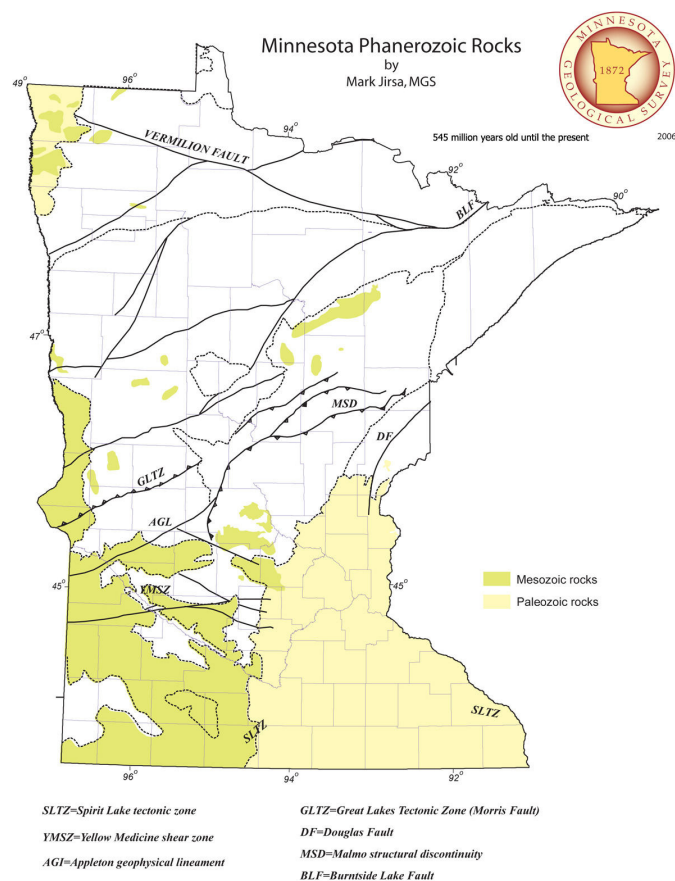 Minnesota Phanerozoic Rocks
by
Mark Jirsa, MGS
MINNESOTA
1872
GEOLOGICAL SURVEY
545 million years old until the present
2006
49°
96
94
92
90
VERMILION FAULT
BLF
47
MSD
DF
GLTZ
AGL
45
YMSZ
45
Mesozoic rocks
Paleozoic rocks
SLTZ
SLTZ
96
94
92
SLTZ=Spirit Lake tectonic zone
YMSZ=Yellow Medicine shear zone
AGI=Appleton geophysical lineament
GLTZ=Great Lakes Tectonic Zone (Morris Fault)
DF=Douglas Fault
MSD=Malmo structural discontinuity
BLF=Burntside Lake Fault